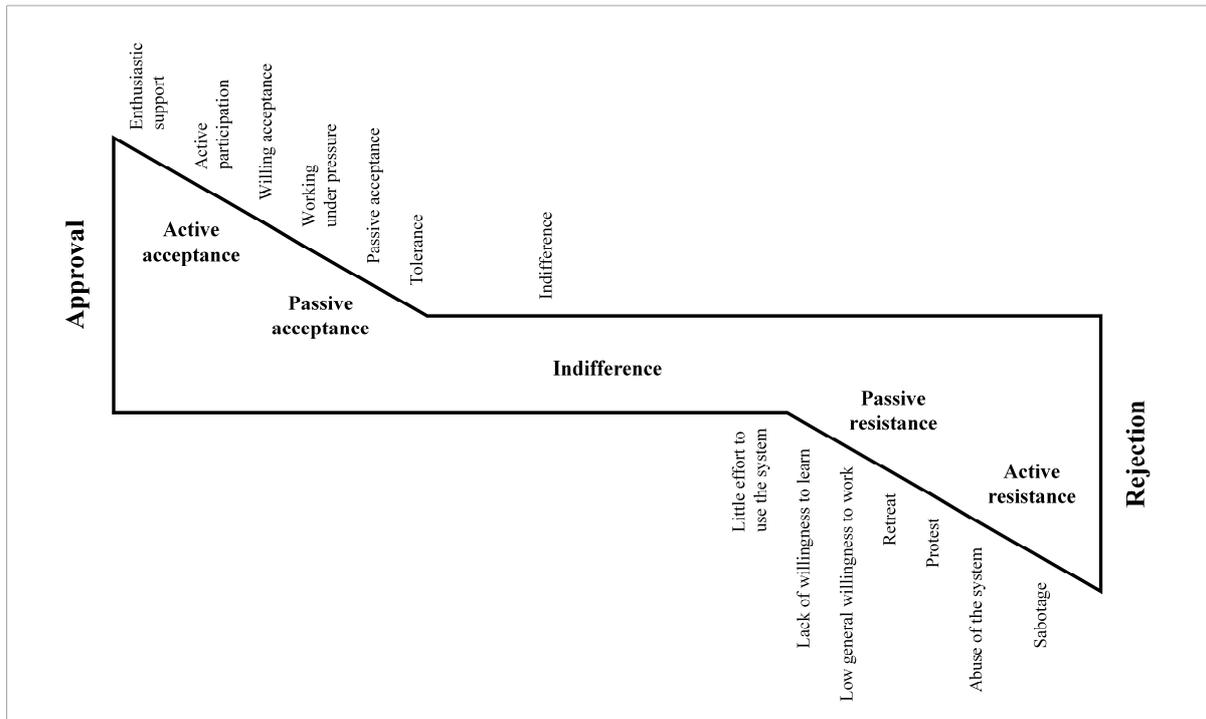 Approval
Enthusiastic
support
Active
participation
Willing acceptance
Working
under pressure
Passive acceptance
Tolerance
Indifference
Active
acceptance
Passive
acceptance
Indifference
Passive
resistance
Active
resistance
Little effort to
use the system
Lack of willingness to learn
Low general willingness to work
Retreat
Protest
Abuse of the system
Sabotage
Rejection